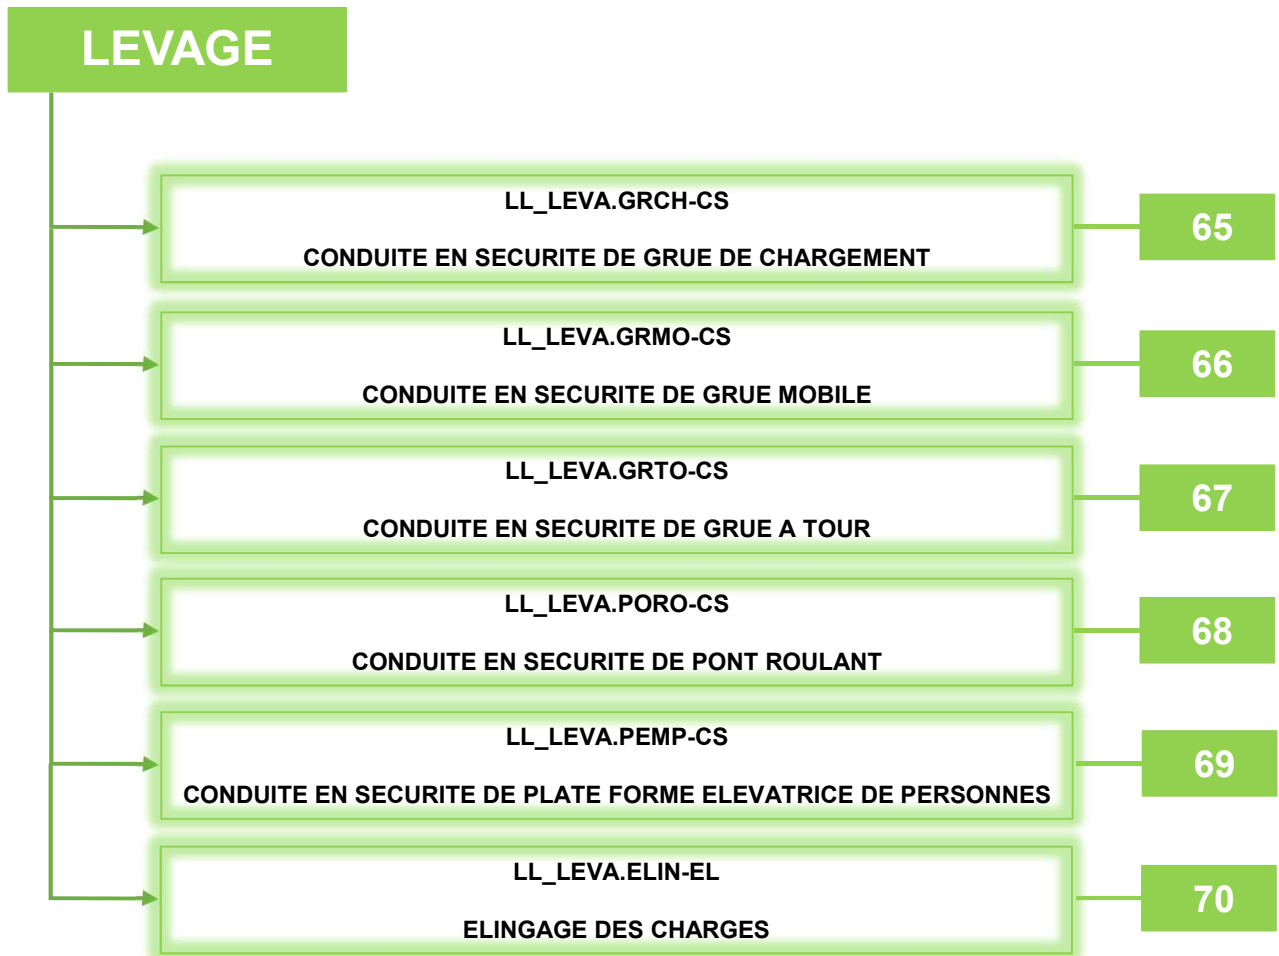 LEVAGE
LL_LEVA.GRCH-CS
CONDUITE EN SECURITE DE GRUE DE CHARGEMENT
65
LL_LEVA.GRMO-CS
CONDUITE EN SECURITE DE GRUE MOBILE
66
LL_LEVA.GRTO-CS
CONDUITE EN SECURITE DE GRUE A TOUR
67
LL_LEVA.PORO-CS
CONDUITE EN SECURITE DE PONT ROULANT
68
LL_LEVA.PEMP-CS
CONDUITE EN SECURITE DE PLATE FORME ELEVATRICE DE PERSONNES
69
LL_LEVA.ELIN-EL
ELINGAGE DES CHARGES
70